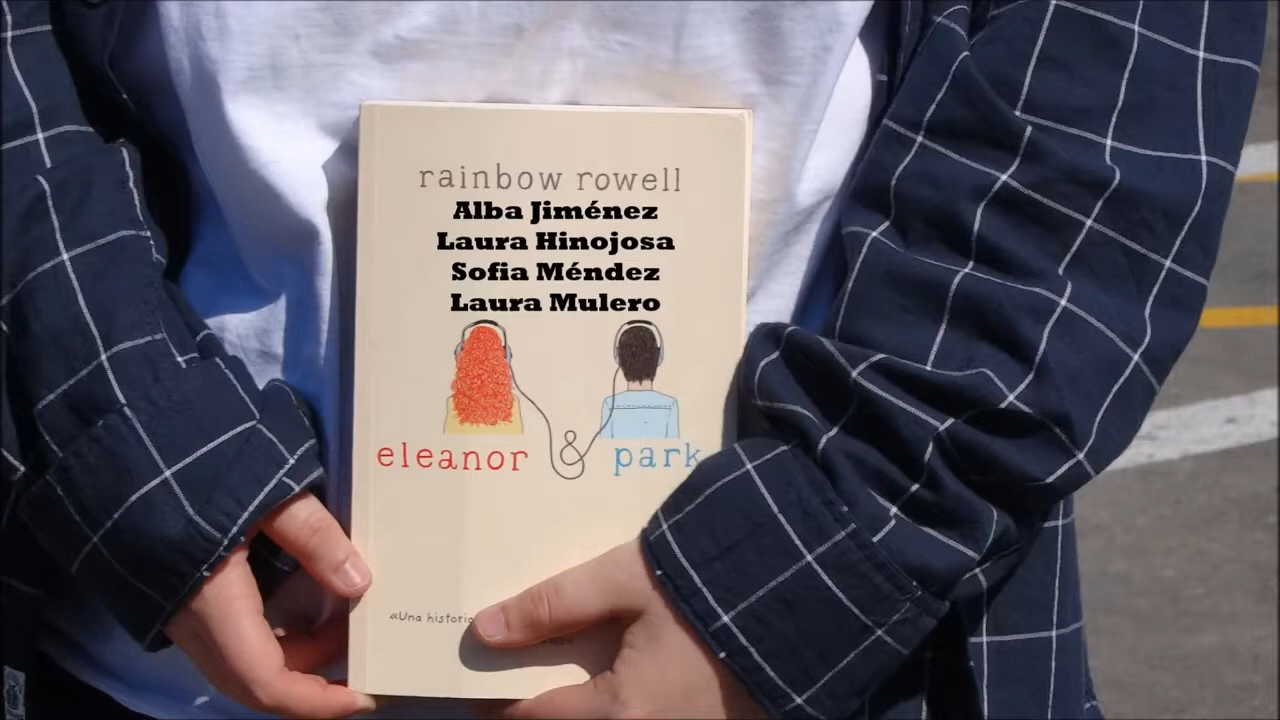 rainbow rowell
Alba Jiménez
Laura Hinojosa
Sofia Méndez
Laura Mulero
eleanor & park
«Una historia